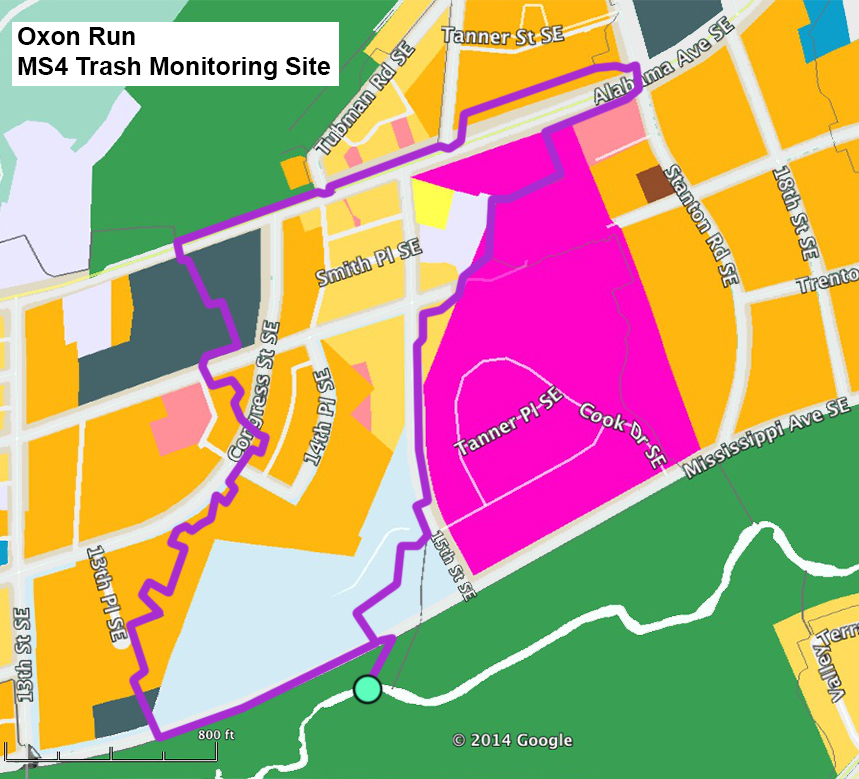 Oxon Run
MS4 Trash Monitoring Site
Tanner St SE
Alabama Ave SE
Tubman Rd SE
Stanton Rd SE
18th St SE
Smith Pl SE
Trento
Congress St SE
14th Pl SE
Tanner Pl SE
Cook Dr SE
Mississippi Ave SE
15th St SE
13th Pl SE
13th St SE
Terra
Valley
800 ft
© 2014 Google